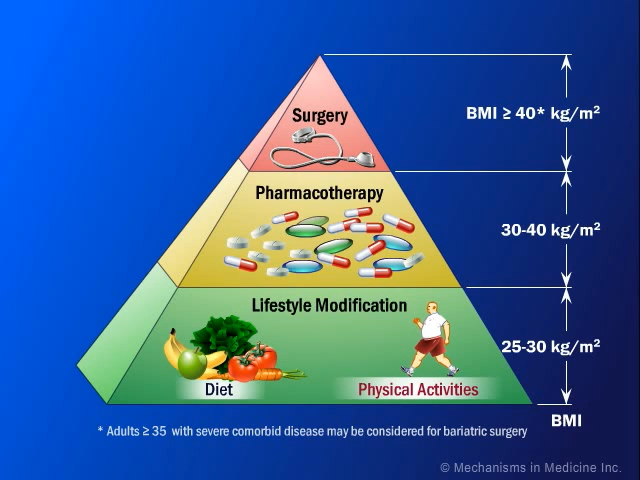 Surgery
BMI ≥ 40* kg/m²
Pharmacotherapy
30-40 kg/m²
Lifestyle Modification
25-30 kg/m²
Diet
Physical Activities
BMI
* Adults ≥ 35 with severe comorbid disease may be considered for bariatric surgery
© Mechanisms in Medicine Inc.